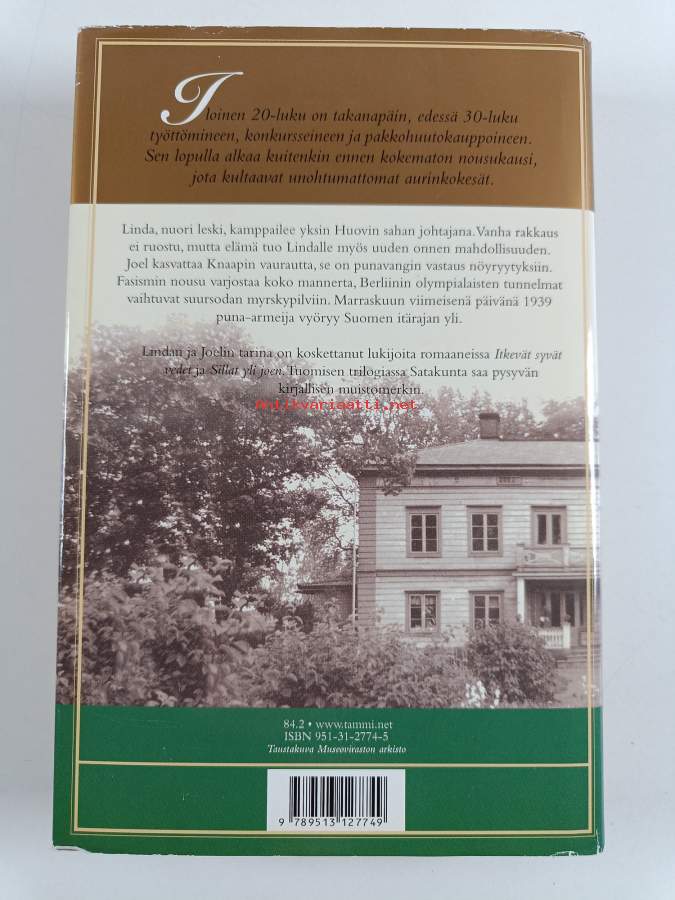 Iloinen 20-luku on takanapäin, edessä 30-luku
työttömineen, konkursseineen ja pakkohuutokauppoineen.
Sen lopulla alkaa kuitenkin ennen kokematon nousukausi,
jota kultaavat unohtumattomat aurinkokesät.
Linda, nuori leski, kamppailee yksin Huovin sahan johtajana. Vanha rakkaus
ei ruostu, mutta elämä tuo Lindalle myös uuden onnen mahdollisuuden.
Joel kasvattaa Knaapin vaurautta, se on punavangin vastaus nöyryytyksiin.
Fasismin nousu varjostaa koko mannerta, Berliinin olympialaisten tunnelmat
vaihtuvat suursodan myrskypilviin. Marraskuun viimeisenä päivänä 1939
puna-armeija vyöryy Suomen itärajan yli.
Lindan ja Joelin tarina on koskettanut lukijoita romaaneissa Itkevät syvät
vedet ja Sillat yli joen. Tuomisen trilogiassa Satakunta saa pysyvän
kirjallisen muistomerkin.
antikvariaatti.net
84.2 • www.tammi.net
ISBN 951-31-2774-5
Taustakuva Museoviraston arkisto
9 789513 127749